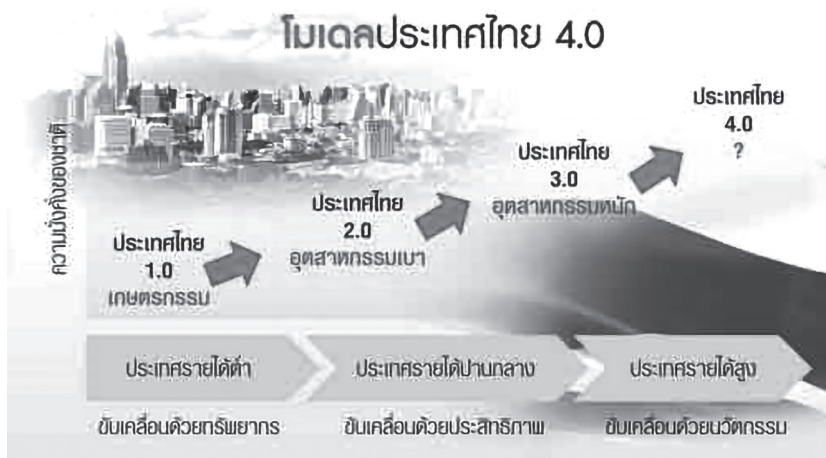 โมเดลประเทศไทย 4.0
ความมั่งคั่งของชาติ
ประเทศไทย
1.0
เกษตรกรรม
ประเทศไทย
2.0
อุตสาหกรรมเบา
ประเทศไทย
3.0
อุตสาหกรรมหนัก
ประเทศไทย
4.0
?
ประเทศรายได้ต่ำ
ประเทศรายได้ปานกลาง
ประเทศรายได้สูง
ขับเคลื่อนด้วยทรัพยากร
ขับเคลื่อนด้วยประสิทธิภาพ
ขับเคลื่อนด้วยนวัตกรรม